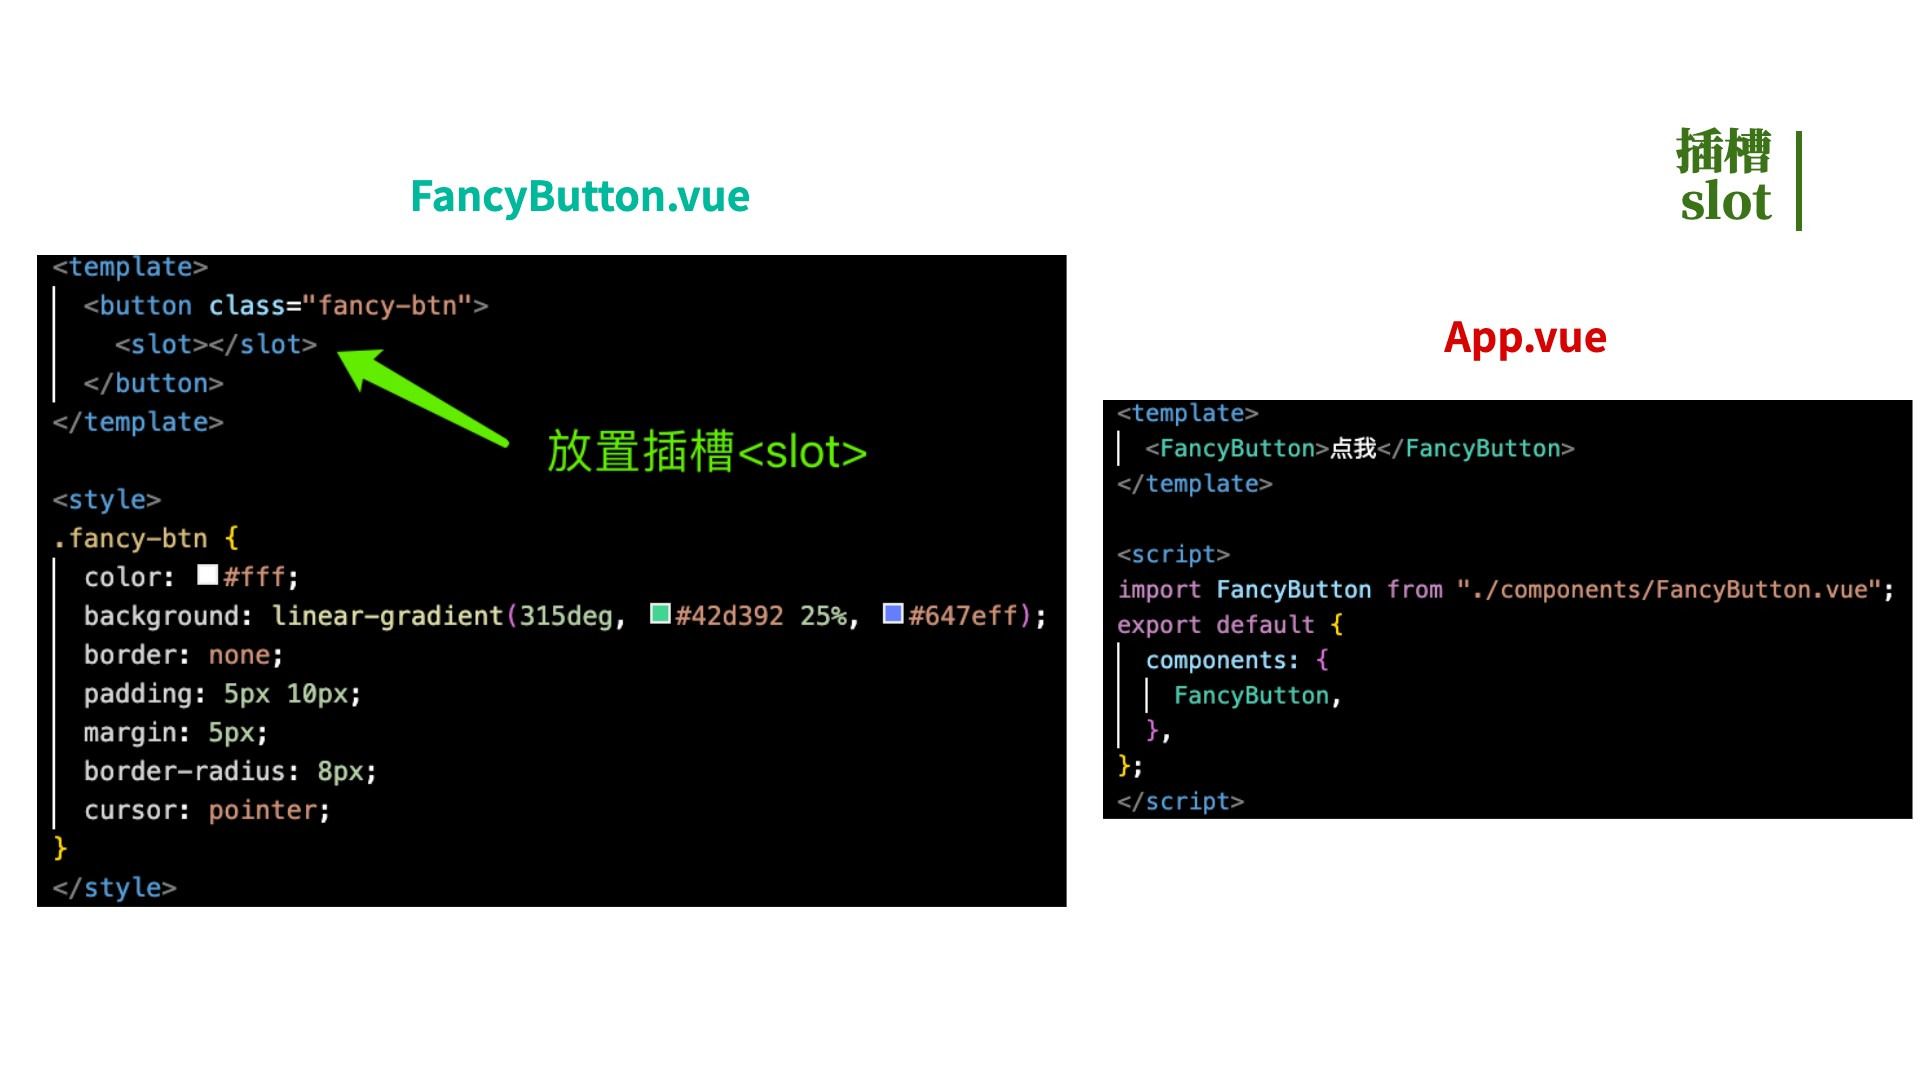 插槽
slot
FancyButton.vue
<template>
  <button class="fancy-btn">
    <slot></slot>
  </button>
</template>
放置插槽<slot>
<style>
.fancy-btn {
  color: #fff;
  background: linear-gradient(315deg, #42d392 25%, #647eff);
  border: none;
  padding: 5px 10px;
  margin: 5px;
  border-radius: 8px;
  cursor: pointer;
}
</style>
App.vue
<template>
  <FancyButton>点我</FancyButton>
</template>
<script>
import FancyButton from "./components/FancyButton.vue";
export default {
  components: {
    FancyButton,
  },
};
</script>